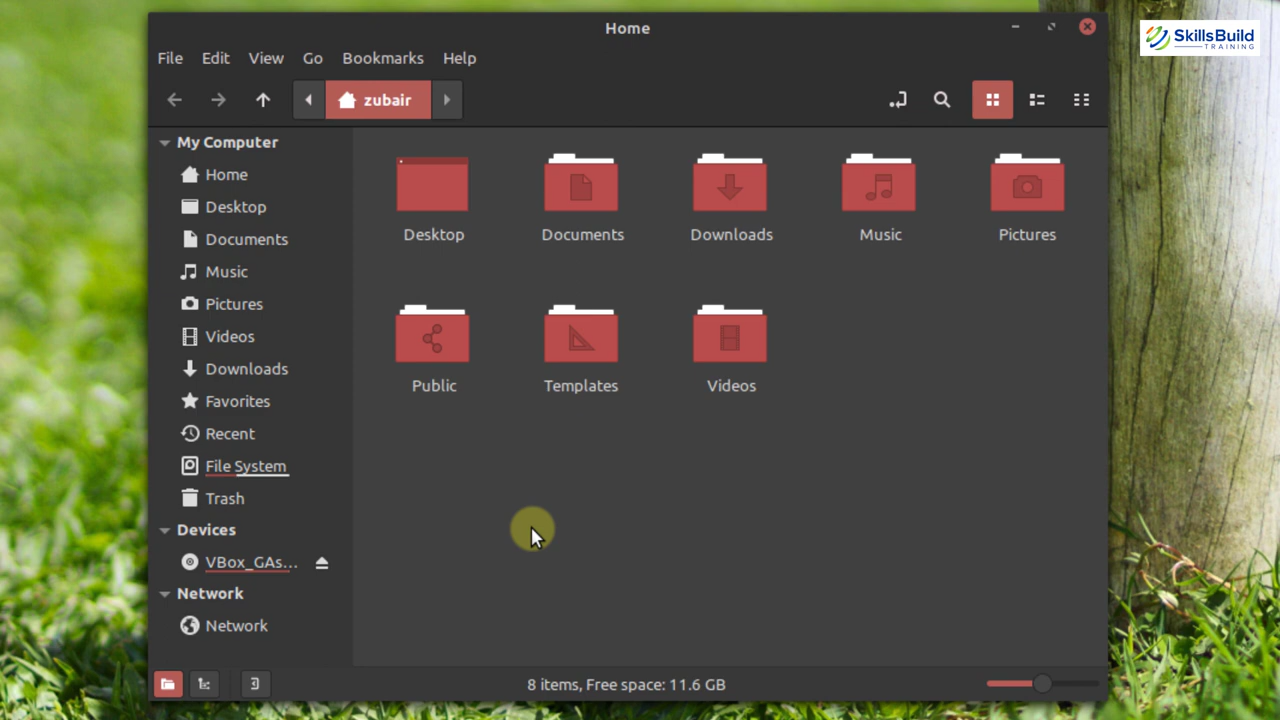 Home
SkillsBuild
TRAINING
File Edit View Go Bookmarks Help
zubair
My Computer
Home
Desktop
Documents
Music
Pictures
Videos
Downloads
Favorites
Recent
File System
Trash
Devices
VBox_GAs...
Network
Network
Desktop Documents Downloads Music Pictures
Public Templates Videos
8 items, Free space: 11.6 GB